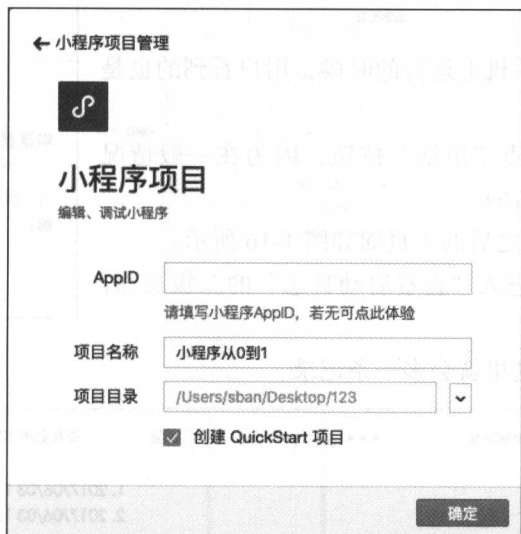 ← 小程序项目管理
小程序项目
编辑、调试小程序
AppID
请填写小程序AppID，若无可点此体验
项目名称 小程序从0到1
项目目录 /Users/sban/Desktop/123
创建 QuickStart 项目
确定